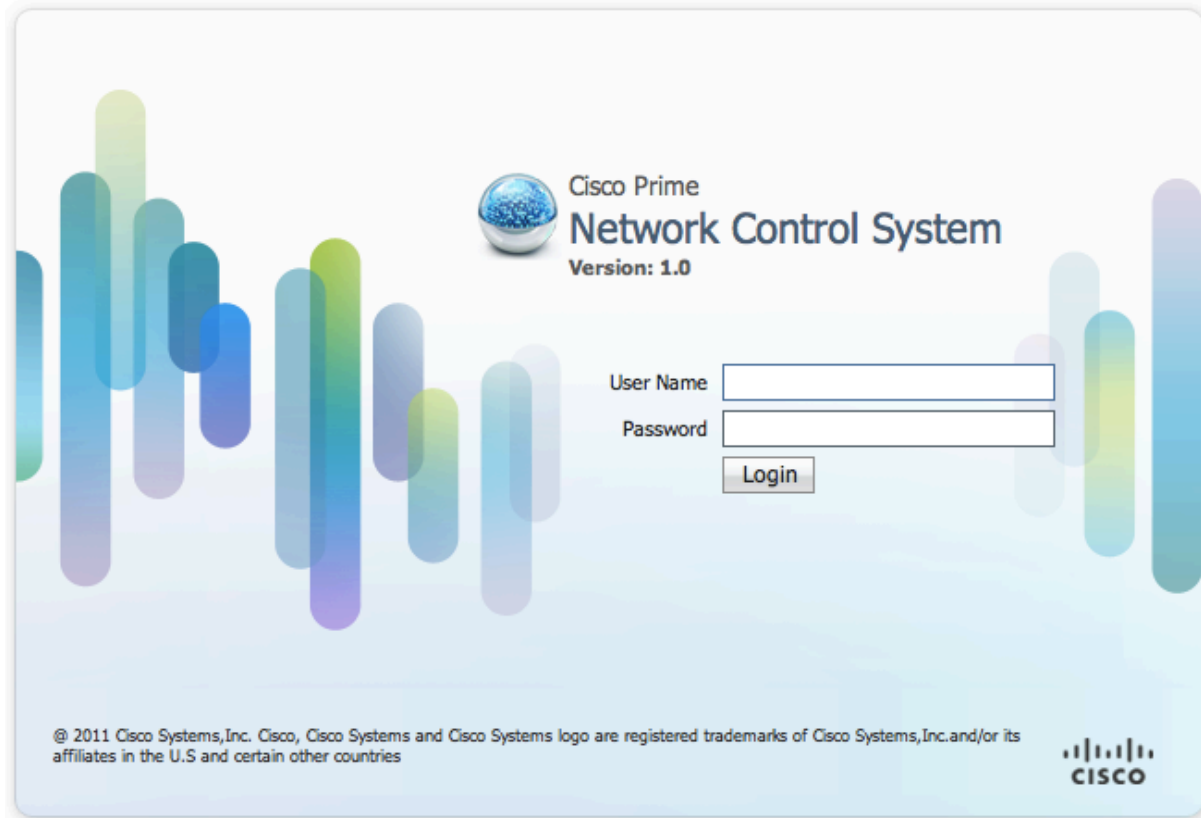 Cisco Prime
Network Control System
Version: 1.0
User Name
Password
Login
@ 2011 Cisco Systems,Inc. Cisco, Cisco Systems and Cisco Systems logo are registered trademarks of Cisco Systems,Inc.and/or its
affiliates in the U.S and certain other countries
CISCO